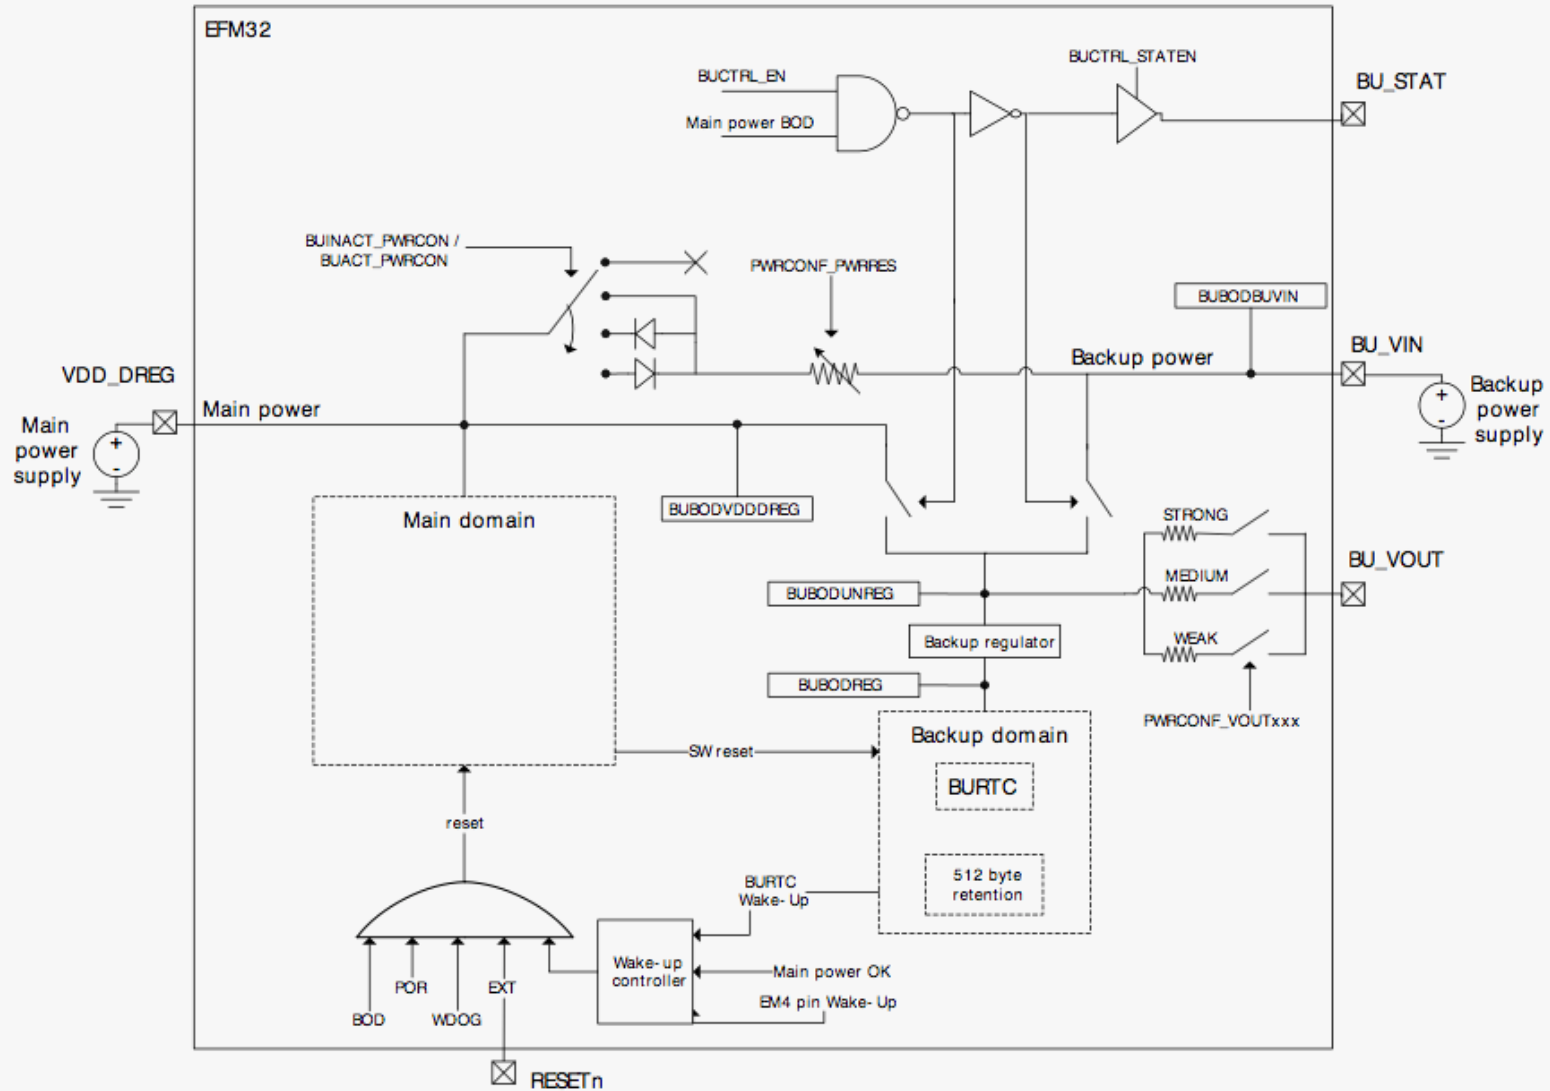 EFM32
BUCTRL_EN
BUCTRL_STATEN
BU_STAT
Main power BOD
BUINACT_PWRCON /
BUACT_PWRCON
PWRCONF_PWRRES
BUBODBUVIN
BU_VIN
Backup power
VDD_DREG
Main power
Main
power
supply
+
-
Backup
power
supply
+
-
Main domain
BUBODVDDDREG
STRONG
BU_VOUT
MEDIUM
BUBODUNREG
WEAK
Backup regulator
BUBODREG
PWRCONF_VOUTxxx
Backup domain
SW reset
BURTC
reset
512 byte
retention
BURTC
Wake-Up
Wake-up
controller
Main power OK
EM4 pin Wake-Up
POR
EXT
BOD
WDOG
RESETn